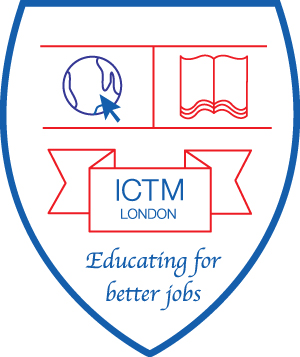 ICTM
LONDON
Educating for
better jobs